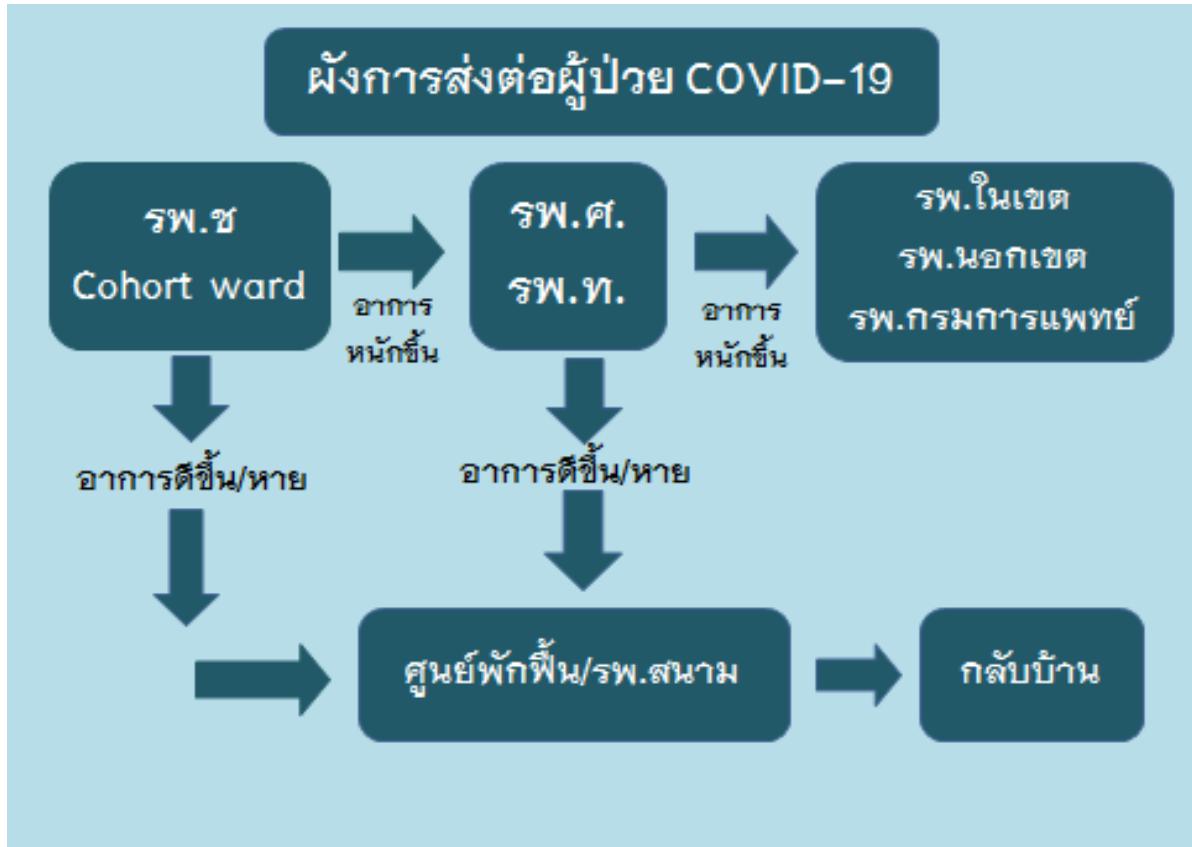 ผังการส่งต่อผู้ป่วย COVID-19
รพ.ช
Cohort ward
อาการ
หนักขึ้น
รพ.ศ.
รพ.ท.
อาการ
หนักขึ้น
รพ.ในเขต
รพ.นอกเขต
รพ.กรมการแพทย์
อาการดีขึ้น/หาย
อาการดีขึ้น/หาย
ศูนย์พักฟื้น/รพ.สนาม
กลับบ้าน